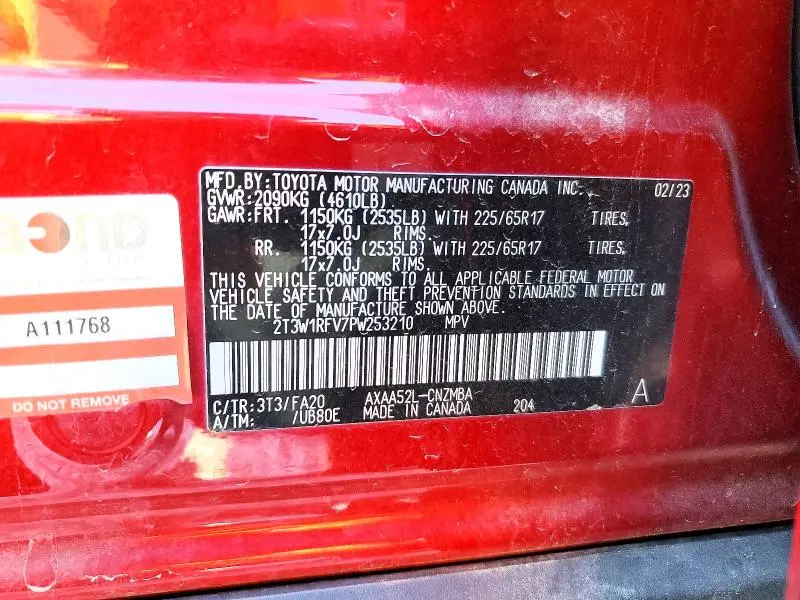 MFD.BY:TOYOTA MOTOR MANUFACTURING CANADA INC. 02/23
GVWR:2090KG (4610LB)
GAWR:FRT. 1150KG (2535LB) WITH 225/65R17 TIRES,
17x7.0J RIMS.
RR. 1150KG (2535LB) WITH 225/65R17 TIRES,
17x7.0J RIMS.
THIS VEHICLE CONFORMS TO ALL APPLICABLE FEDERAL MOTOR
VEHICLE SAFETY AND THEFT PREVENTION STANDARDS IN EFFECT ON
THE DATE OF MANUFACTURE SHOWN ABOVE.
2T3W1RFV7PW253210 MPV
C/TR:3T3/FA20 AXAA52L-CNZMBA A
A/TM: /UB80E MADE IN CANADA 204
A111768
DO NOT REMOVE